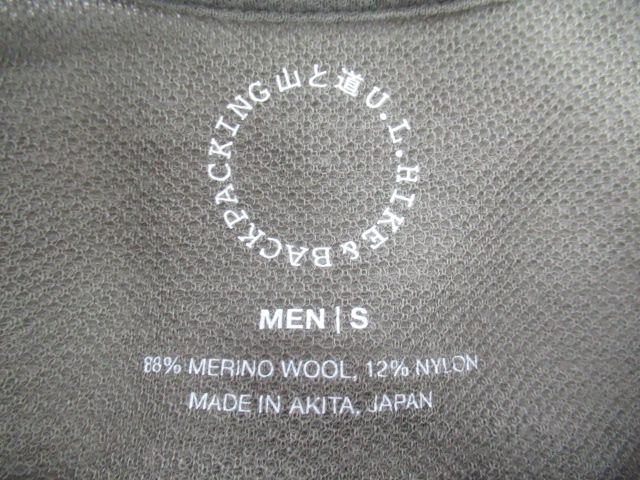 山と道 U.L. HIKE & BACKPACKING
MEN | S
88% MERINO WOOL, 12% NYLON
MADE IN AKITA, JAPAN